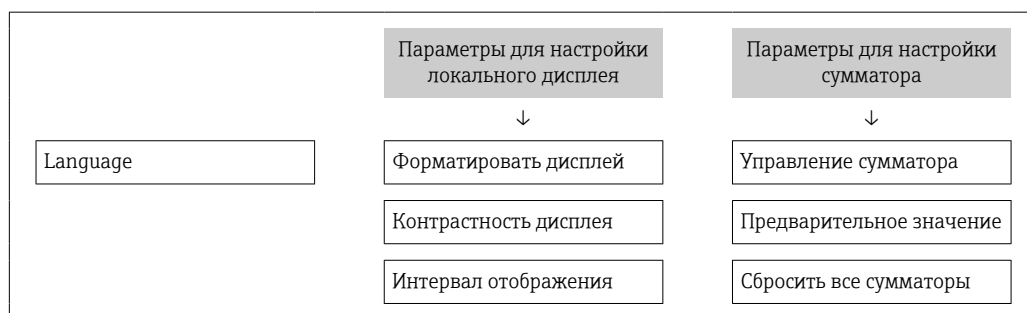 Параметры для настройки
локального дисплея
Параметры для настройки
сумматора
↓
↓
Language
Форматировать дисплей
Управление сумматора
Контрастность дисплея
Предварительное значение
Интервал отображения
Сбросить все сумматоры